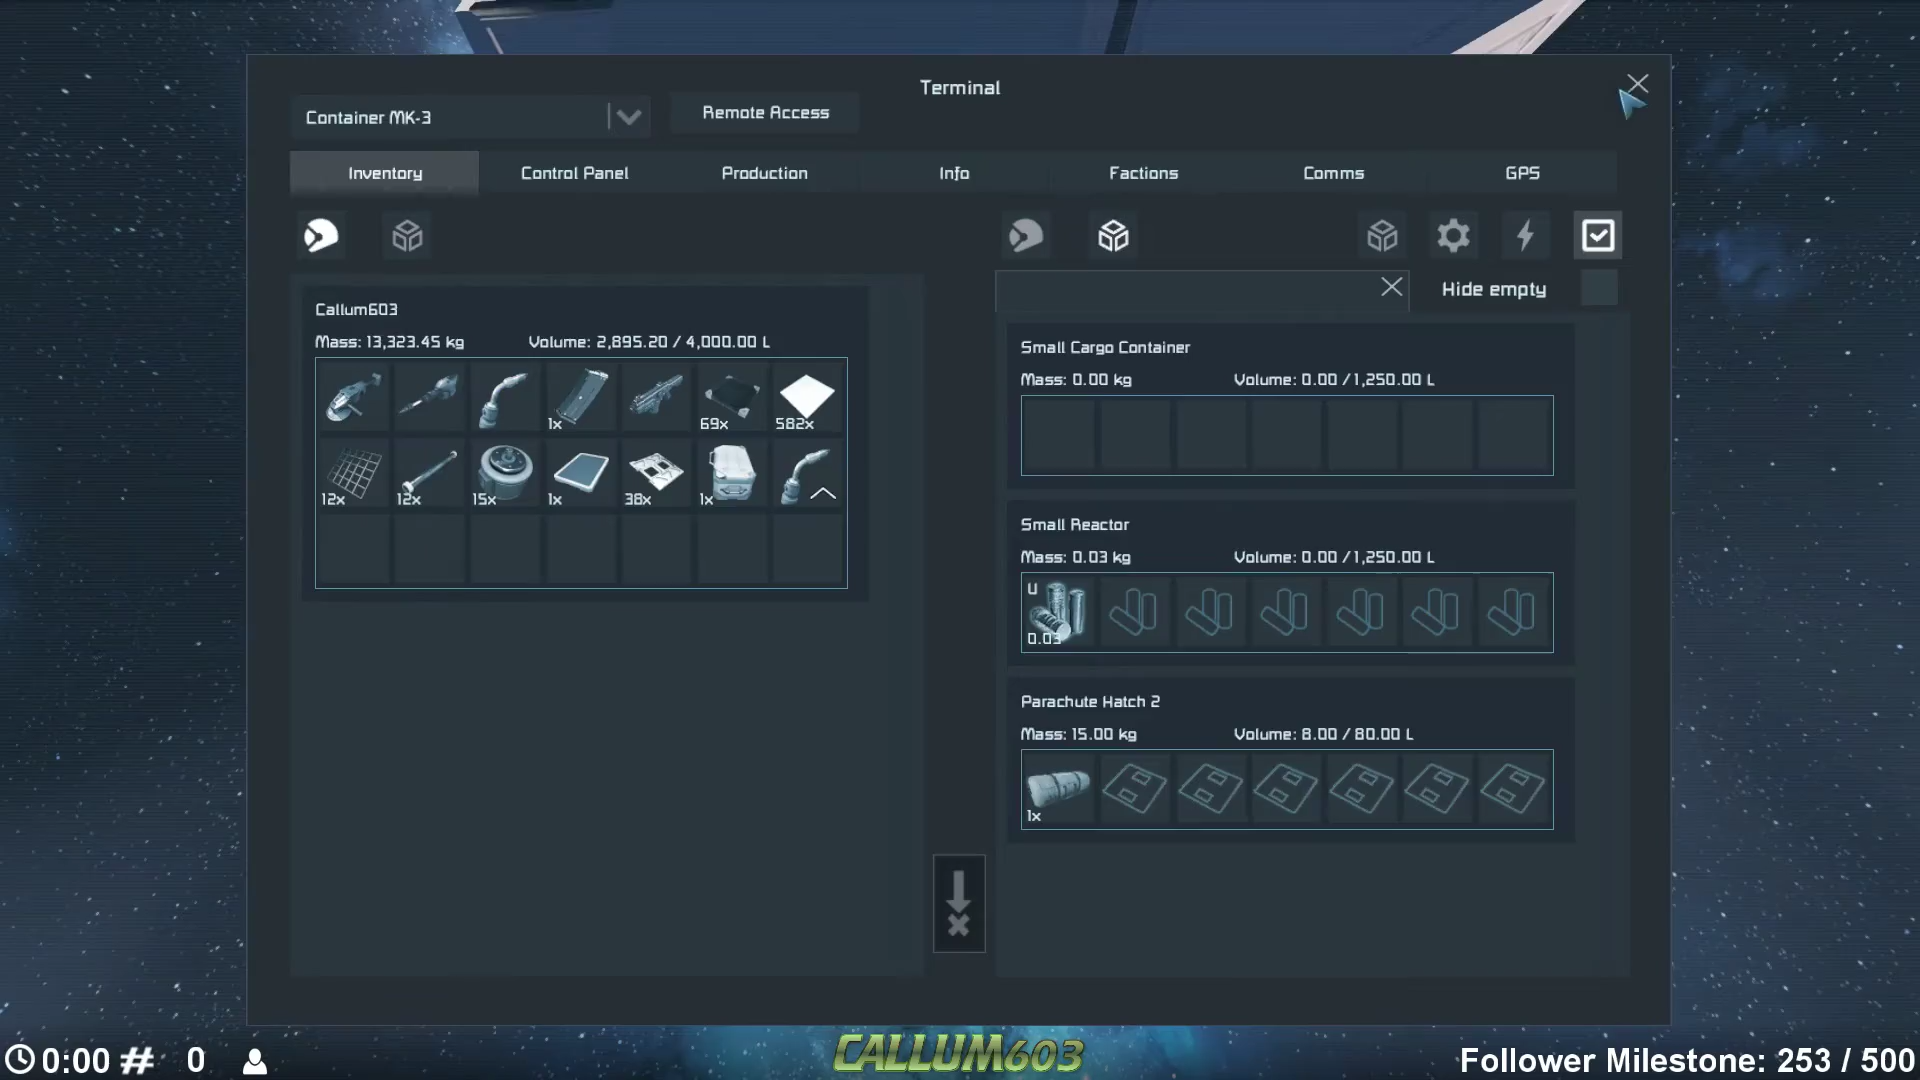 Terminal
Container MK-3
Remote Access
Inventory
Control Panel
Production
Info
Factions
Comms
GPS
Hide empty
Callum603
Mass: 13,323.45 kg
Volume: 2,895.20 / 4,000.00 L
1x
69x
582x
12x
12x
15x
1x
38x
1x
Small Cargo Container
Mass: 0.00 kg
Volume: 0.00 / 1,250.00 L
Small Reactor
Mass: 0.03 kg
Volume: 0.00 / 1,250.00 L
U
0.03
Parachute Hatch 2
Mass: 15.00 kg
Volume: 8.00 / 80.00 L
1x
0:00 # 0
CALLUM603
Follower Milestone: 253 / 500